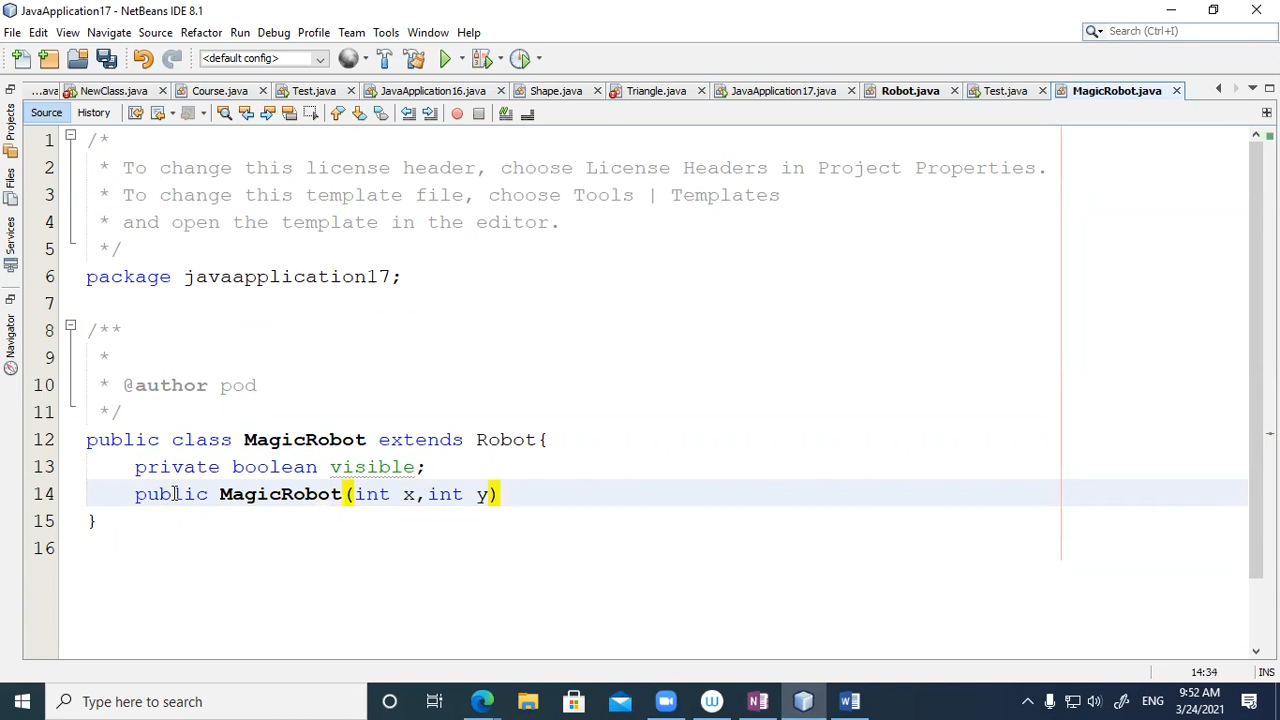 JavaApplication17 - NetBeans IDE 8.1
File Edit View Navigate Source Refactor Run Debug Profile Team Tools Window Help
Search (Ctrl+I)
<default config>
...ave NewClass.java Course.java Test.java JavaApplication16.java Shape.java Triangle.java JavaApplication17.java Robot.java Test.java MagicRobot.java
Source History
Projects
Files
Services
Navigator
1 /*
2 * To change this license header, choose License Headers in Project Properties.
3 * To change this template file, choose Tools | Templates
4 * and open the template in the editor.
5 */
6 package javaapplication17;
7
8 /**
9 *
10 * @author pod
11 */
12 public class MagicRobot extends Robot{
13 private boolean visible;
14 public MagicRobot(int x,int y)
15 }
16
14:34 INS
Type here to search
ENG
9:52 AM
3/24/2021